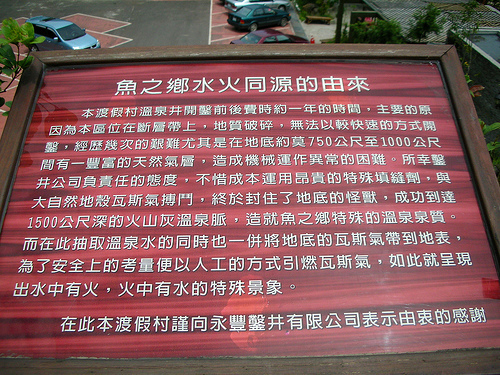 魚之鄉水火同源的由來
本渡假村溫泉井開鑿前後費時約一年的時間，主要的原
因為本區位在斷層帶上，地質破碎，無法以較快速的方式開
鑿，經歷幾次的艱難尤其是在地底約莫750公尺至1000公尺
間有一豐富的天然氣層，造成機械運作異常的困難。所幸鑿
井公司負責任的態度，不惜成本運用昂貴的特殊填縫劑，與
大自然地殼瓦斯氣搏鬥，終於封住了地底的怪獸，成功到達
1500公尺深的火山灰溫泉脈，造就魚之鄉特殊的溫泉泉質。
而在此抽取溫泉水的同時也一併將地底的瓦斯氣帶到地表，
為了安全上的考量便以人工的方式引燃瓦斯氣，如此就呈現
出水中有火，火中有水的特殊景象。
在此本渡假村謹向永豐鑿井有限公司表示由衷的感謝